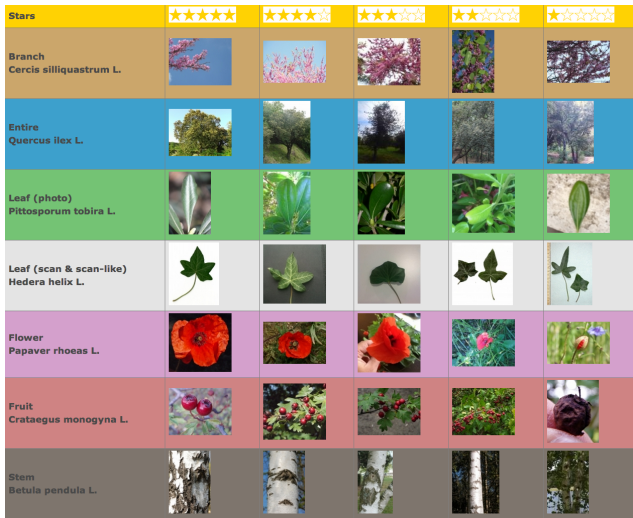 Stars
Branch
Cercis silliquastrum L.
Entire
Quercus ilex L.
Leaf (photo)
Pittosporum tobira L.
Leaf (scan & scan-like)
Hedera helix L.
Flower
Papaver rhoeas L.
Fruit
Crataegus monogyna L.
Stem
Betula pendula L.